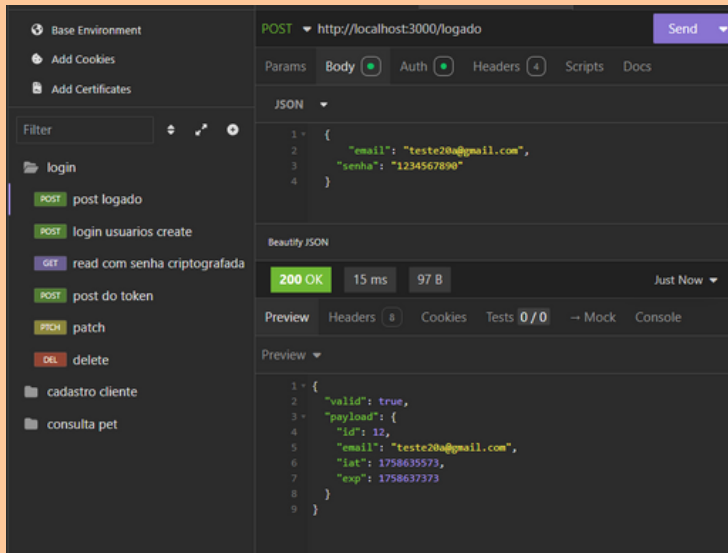 Base Environment
Add Cookies
Add Certificates
Filter
login
POST post logado
POST login usuarios create
GET read com senha criptografada
POST post do token
PTCH patch
DEL delete
cadastro cliente
consulta pet
POST http://localhost:3000/logado Send
Params Body Auth Headers 4 Scripts Docs
JSON
1 {
2 "email": "teste20a@gmail.com",
3 "senha": "1234567890"
4 }
Beautify JSON
200 OK 15 ms 97 B Just Now
Preview Headers 8 Cookies Tests 0 / 0 → Mock Console
Preview
1 {
2 "valid": true,
3 "payload": {
4 "id": 12,
5 "email": "teste20a@gmail.com",
6 "iat": 1758635573,
7 "exp": 1758637373
8 }
9 }